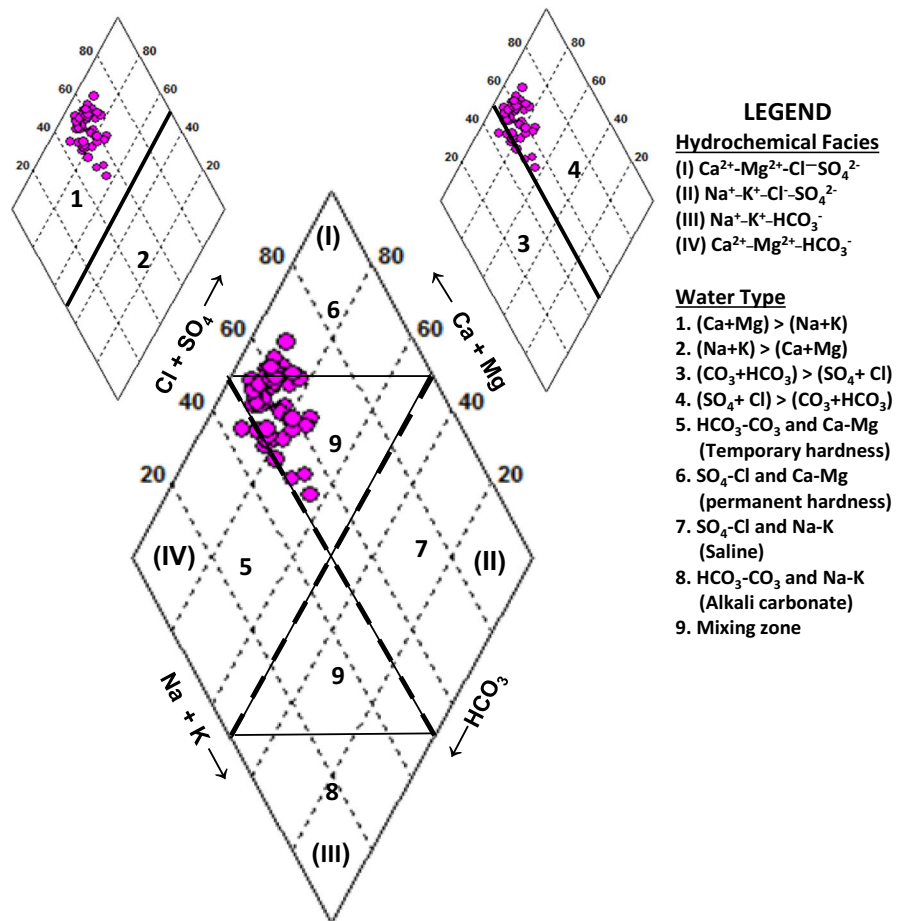 80 80
60 60
40 40
20 20
1
2
80 80
60 60
40 40
20 20
4
3
(I)
80 80
6
Cl + SO₄ →
← Ca + Mg
60 60
40 40
9
20 20
(IV) 5 7 (II)
9
Na + K →
← HCO₃
8
(III)
LEGEND
Hydrochemical Facies
(I) Ca²⁺-Mg²⁺-Cl⁻–SO₄²⁻
(II) Na⁺–K⁺–Cl⁻–SO₄²⁻
(III) Na⁺–K⁺–HCO₃⁻
(IV) Ca²⁺–Mg²⁺–HCO₃⁻
Water Type
1. (Ca+Mg) > (Na+K)
2. (Na+K) > (Ca+Mg)
3. (CO₃+HCO₃) > (SO₄+ Cl)
4. (SO₄+ Cl) > (CO₃+HCO₃)
5. HCO₃-CO₃ and Ca-Mg
(Temporary hardness)
6. SO₄-Cl and Ca-Mg
(permanent hardness)
7. SO₄-Cl and Na-K
(Saline)
8. HCO₃-CO₃ and Na-K
(Alkali carbonate)
9. Mixing zone